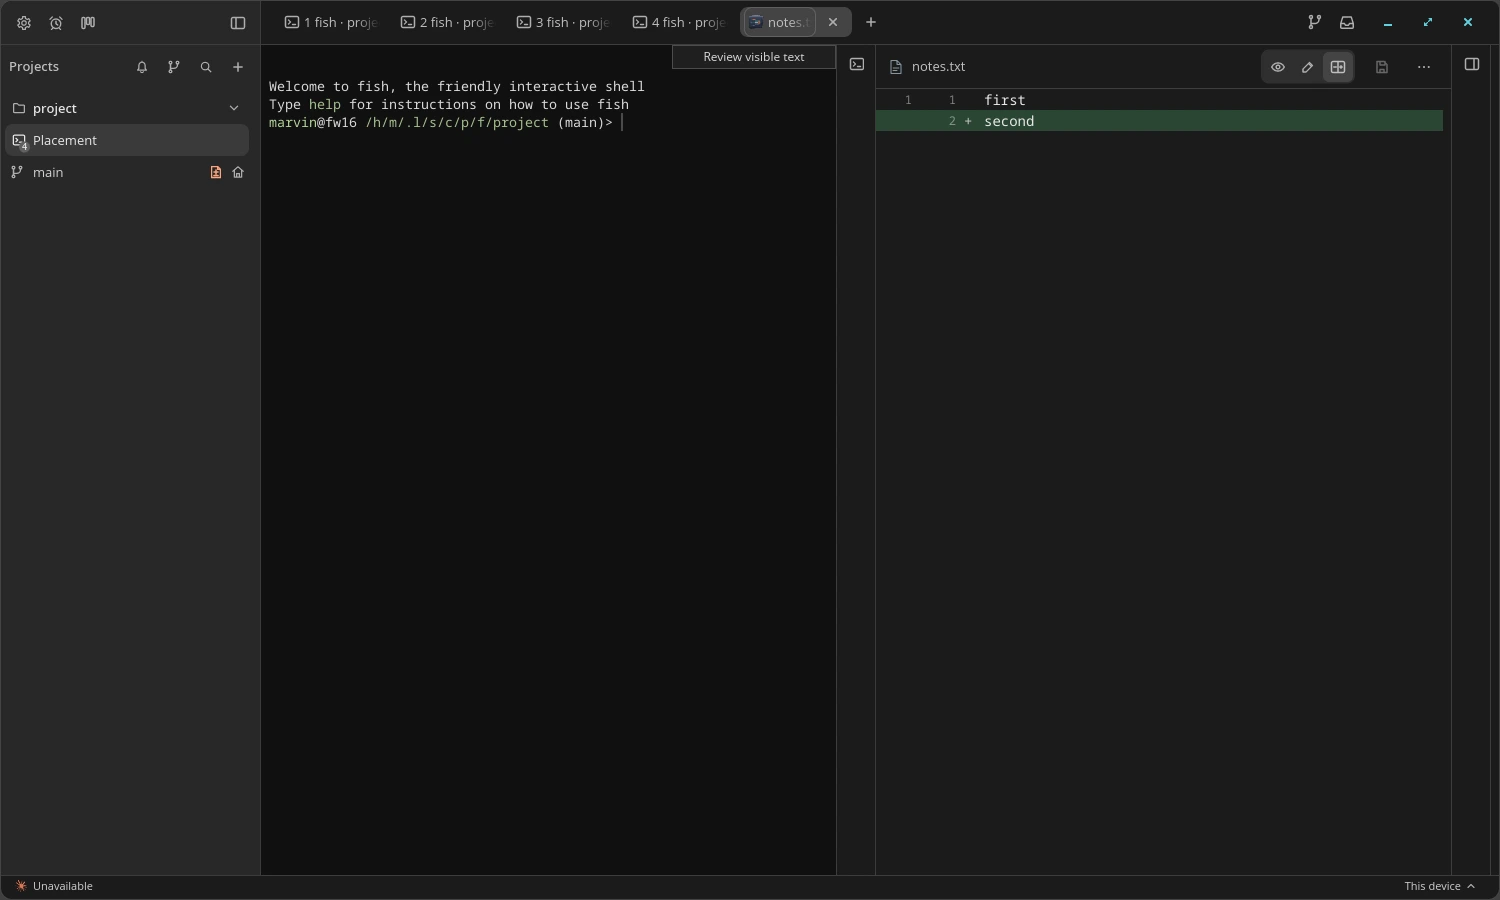 1 fish · proje
2 fish · proje
3 fish · proje
4 fish · proje
notes.t
Projects
project
4
Placement
main
Review visible text
Welcome to fish, the friendly interactive shell
Type help for instructions on how to use fish
marvin@fw16 /h/m/.l/s/c/p/f/project (main)>
notes.txt
1 1 first
2 + second
Unavailable
This device